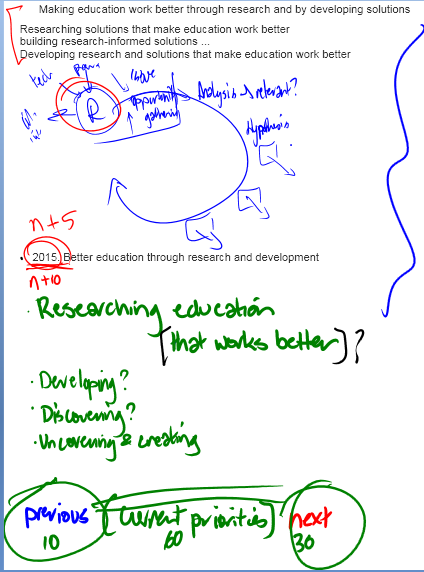 Making education work better through research and by developing solutions
Researching solutions that make education work better
building research-informed solutions ...
Developing research and solutions that make education work better
tech
R
opportunity
gathering
Analysis relevant?
Hypothesis
n+5
• 2015. Better education through research and development
n+10
· Researching education
[that works better]?
· Developing?
· Discovering?
· Uncovering & creating
previous [current priorities] next
10 60 30